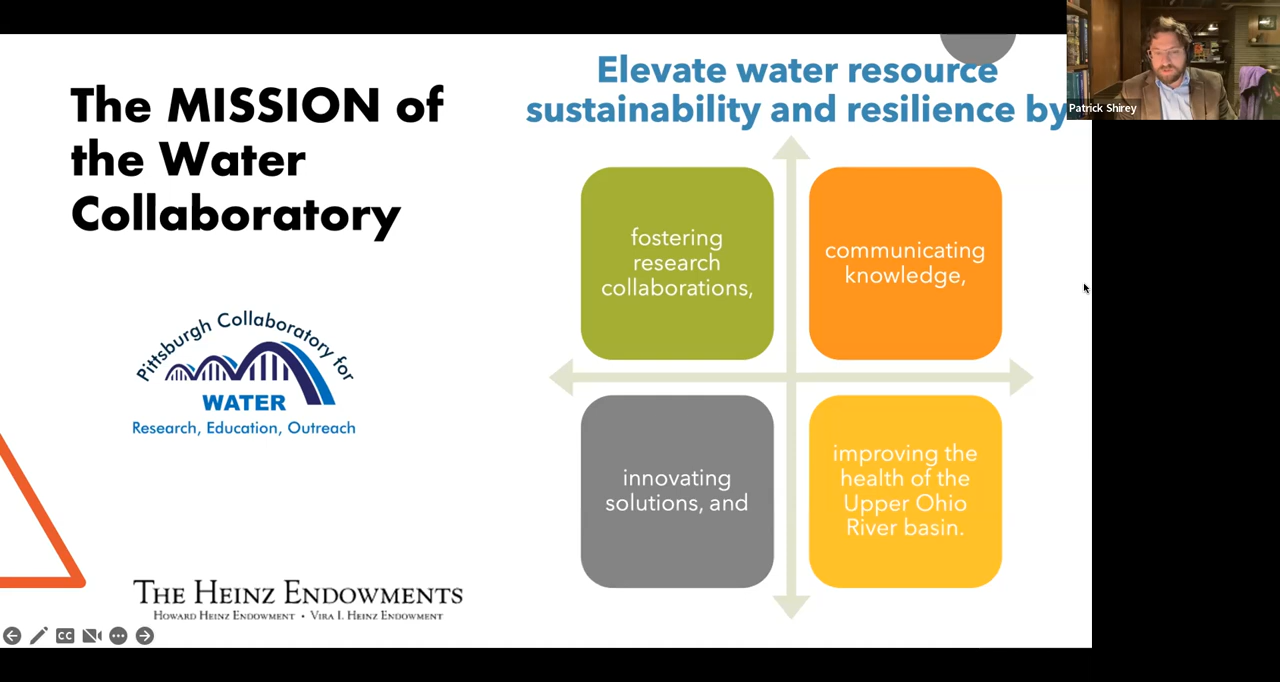 The MISSION of
the Water
Collaboratory
Pittsburgh Collaboratory for
WATER
Research, Education, Outreach
THE HEINZ ENDOWMENTS
HOWARD HEINZ ENDOWMENT • VIRA I. HEINZ ENDOWMENT
Elevate water resource
sustainability and resilience by
fostering
research
collaborations,
communicating
knowledge,
innovating
solutions, and
improving the
health of the
Upper Ohio
River basin.
Patrick Shirey
CC